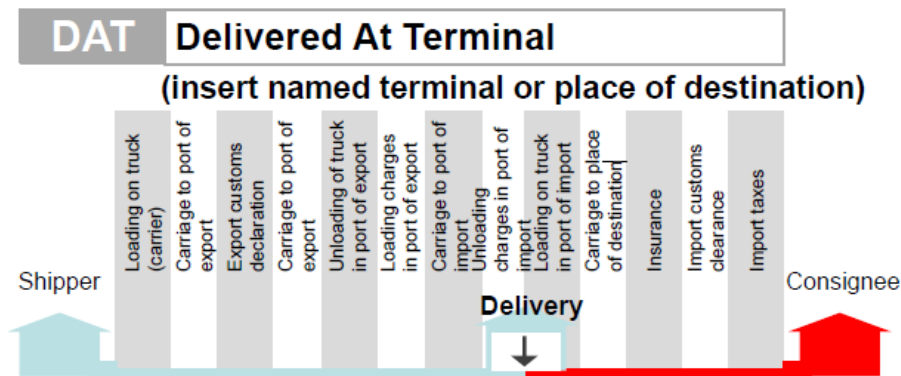 DAT
Delivered At Terminal
(insert named terminal or place of destination)
Loading on truck
(carrier)
Carriage to port of
export
Export customs
declaration
Carriage to port of
export
Unloading of truck
in port of export
Loading charges
in port of export
Carriage to port of
import
Unloading
charges in port of
import
Loading on truck
in port of import
Carriage to place
of destination
Insurance
Import customs
clearance
Import taxes
Shipper
Delivery
Consignee